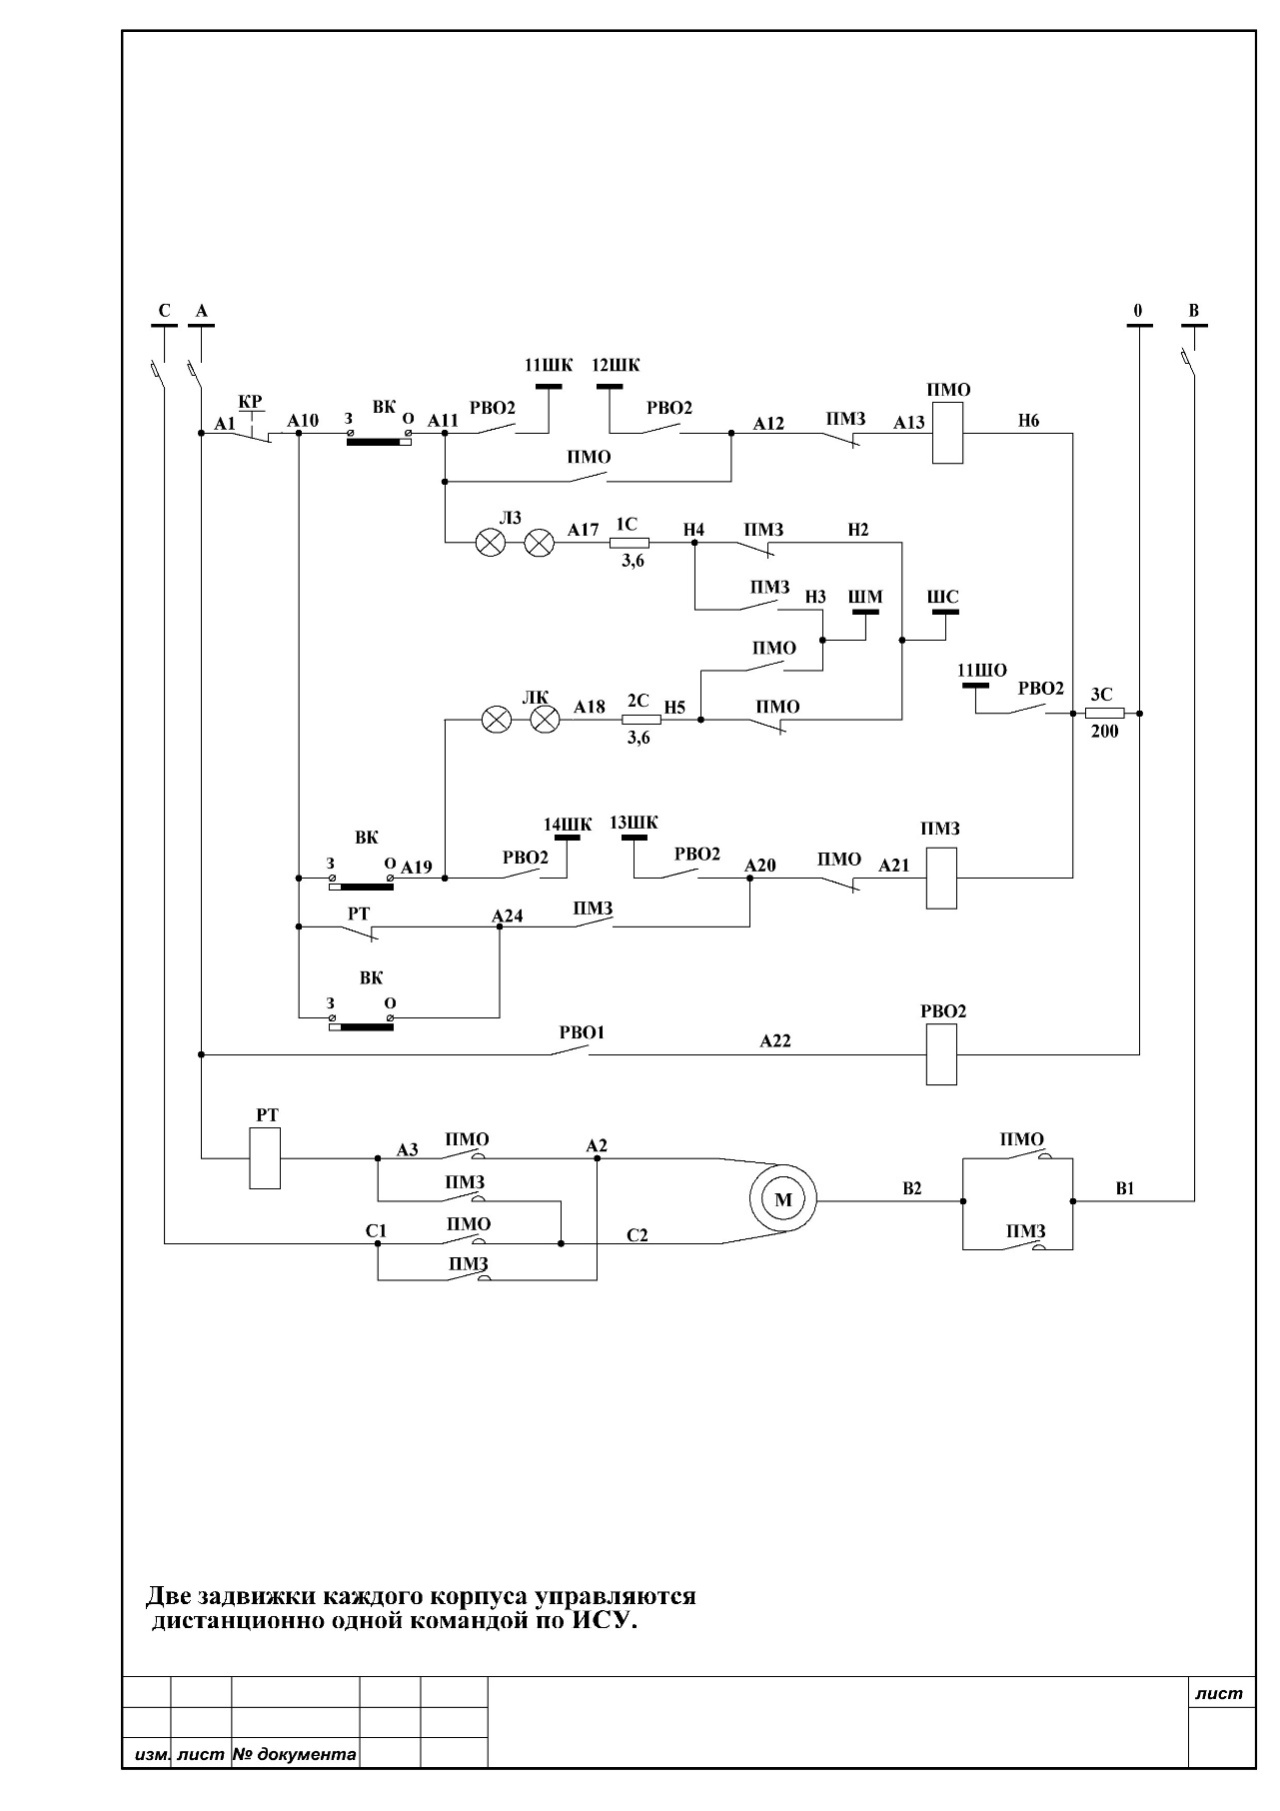 С А 0 В
11ШК 12ШК
ПМО
КР А1 А10 З ВК О А11 РВО2 РВО2 А12 ПМЗ А13 Н6
ПМО
ЛЗ А17 1С Н4 ПМЗ Н2
3,6
ПМЗ Н3 ШМ ШС
ПМО
11ШО РВО2 3С
200
ЛК А18 2С Н5 ПМО
3,6
14ШК 13ШК ПМЗ
ВК
З О А19 РВО2 РВО2 А20 ПМО А21
РТ А24 ПМЗ
ВК
З О
РВО1 А22 РВО2
РТ
А3 ПМО А2 ПМО
ПМЗ М В2 В1
С1 ПМО С2 ПМЗ
ПМЗ
Две задвижки каждого корпуса управляются
дистанционно одной командой по ИСУ.
лист
изм. лист № документа